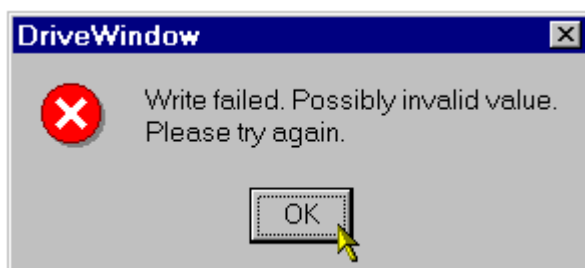 DriveWindow
Write failed. Possibly invalid value.
Please try again.
OK